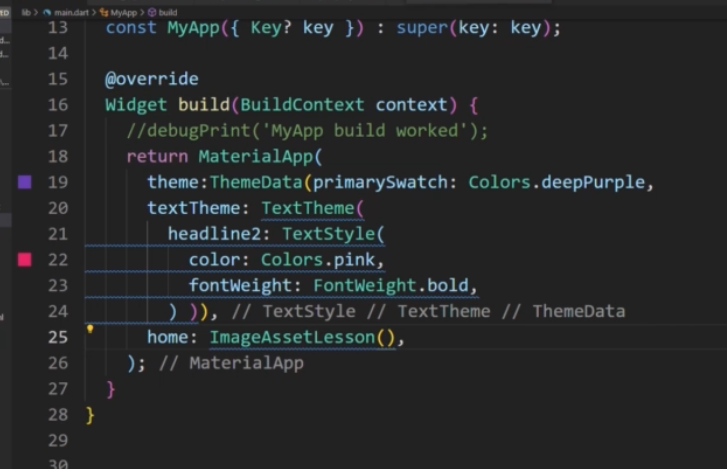 lib > main.dart > MyApp > build
13 const MyApp({ Key? key }) : super(key: key);
14
15 @override
16 Widget build(BuildContext context) {
17 //debugPrint('MyApp build worked');
18 return MaterialApp(
19 theme:ThemeData(primarySwatch: Colors.deepPurple,
20 textTheme: TextTheme(
21 headline2: TextStyle(
22 color: Colors.pink,
23 fontWeight: FontWeight.bold,
24 ) )), // TextStyle // TextTheme // ThemeData
25 home: ImageAssetLesson(),
26 ); // MaterialApp
27 }
28 }
29
30